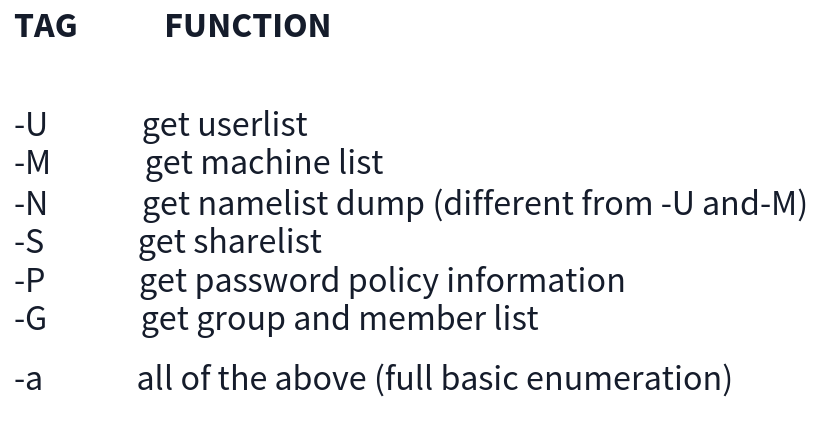 TAG FUNCTION
-U get userlist
-M get machine list
-N get namelist dump (different from -U and-M)
-S get sharelist
-P get password policy information
-G get group and member list
-a all of the above (full basic enumeration)